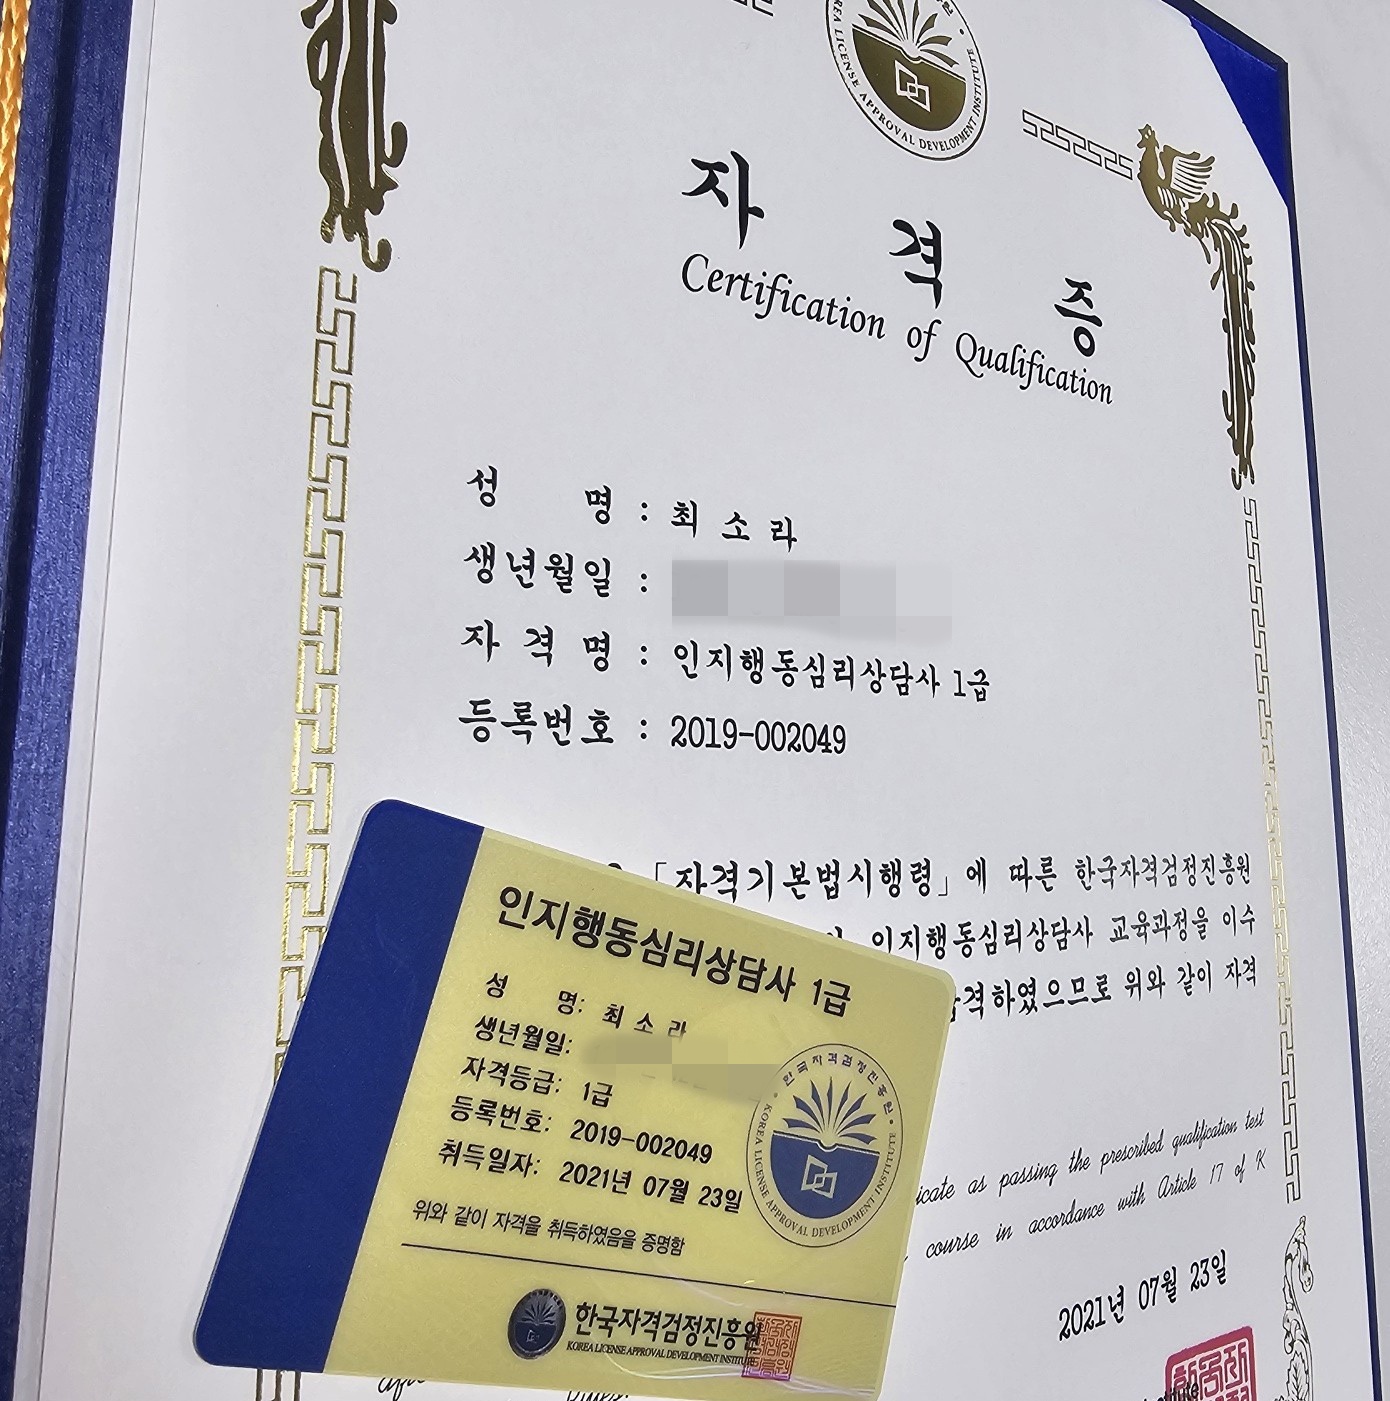 KOREA LICENSE APPROVAL DEVELOPMENT INSTITUTE
자 격 증
Certification of Qualification
성 명 : 최 소 라
생년월일 :
자 격 명 : 인지행동심리상담사 1급
등록번호 : 2019-002049
「자격기본법시행령」에 따른 한국자격검정진흥원
인지행동심리상담사 교육과정을 이수
합격하였으므로 위와 같이 자격
as passing the prescribed qualification test
course in accordance with Article 17 of K
2021년 07월 23일
인지행동심리상담사 1급
성 명: 최 소 라
생년월일:
자격등급: 1급
등록번호: 2019-002049
취득일자: 2021년 07월 23일
위와 같이 자격을 취득하였음을 증명함
한국자격검정진흥원
KOREA LICENSE APPROVAL DEVELOPMENT INSTITUTE
한국자격검정진흥원
KOREA LICENSE APPROVAL DEVELOPMENT INSTITUTE